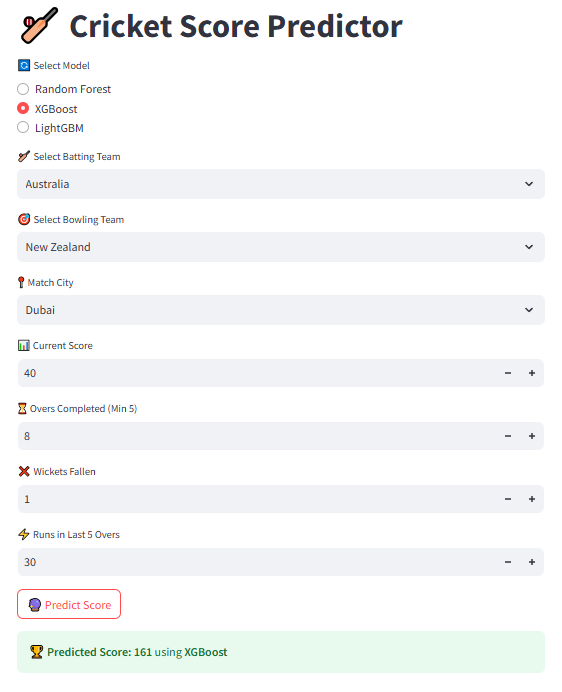 Cricket Score Predictor
Select Model
Random Forest
XGBoost
LightGBM
Select Batting Team
Australia
Select Bowling Team
New Zealand
Match City
Dubai
Current Score
40
Overs Completed (Min 5)
8
Wickets Fallen
1
Runs in Last 5 Overs
30
Predict Score
Predicted Score: 161 using XGBoost